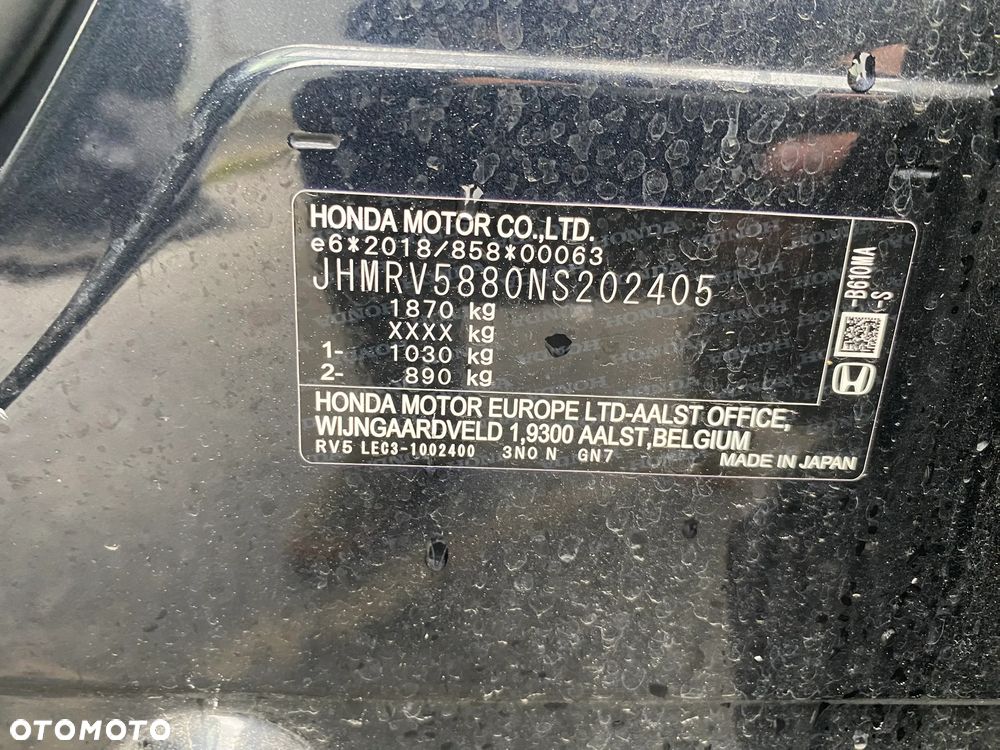 HONDA MOTOR CO.,LTD.
e6*2018/858*00063
JHMRV5880NS202405
1870 kg
XXXX kg
1- 1030 kg
2- 890 kg
HONDA MOTOR EUROPE LTD-AALST OFFICE,
WIJNGAARDVELD 1,9300 AALST,BELGIUM
RV5 LEC3-1002400 3NO N GN7
MADE IN JAPAN
-B610MA
-S
OTOMOTO